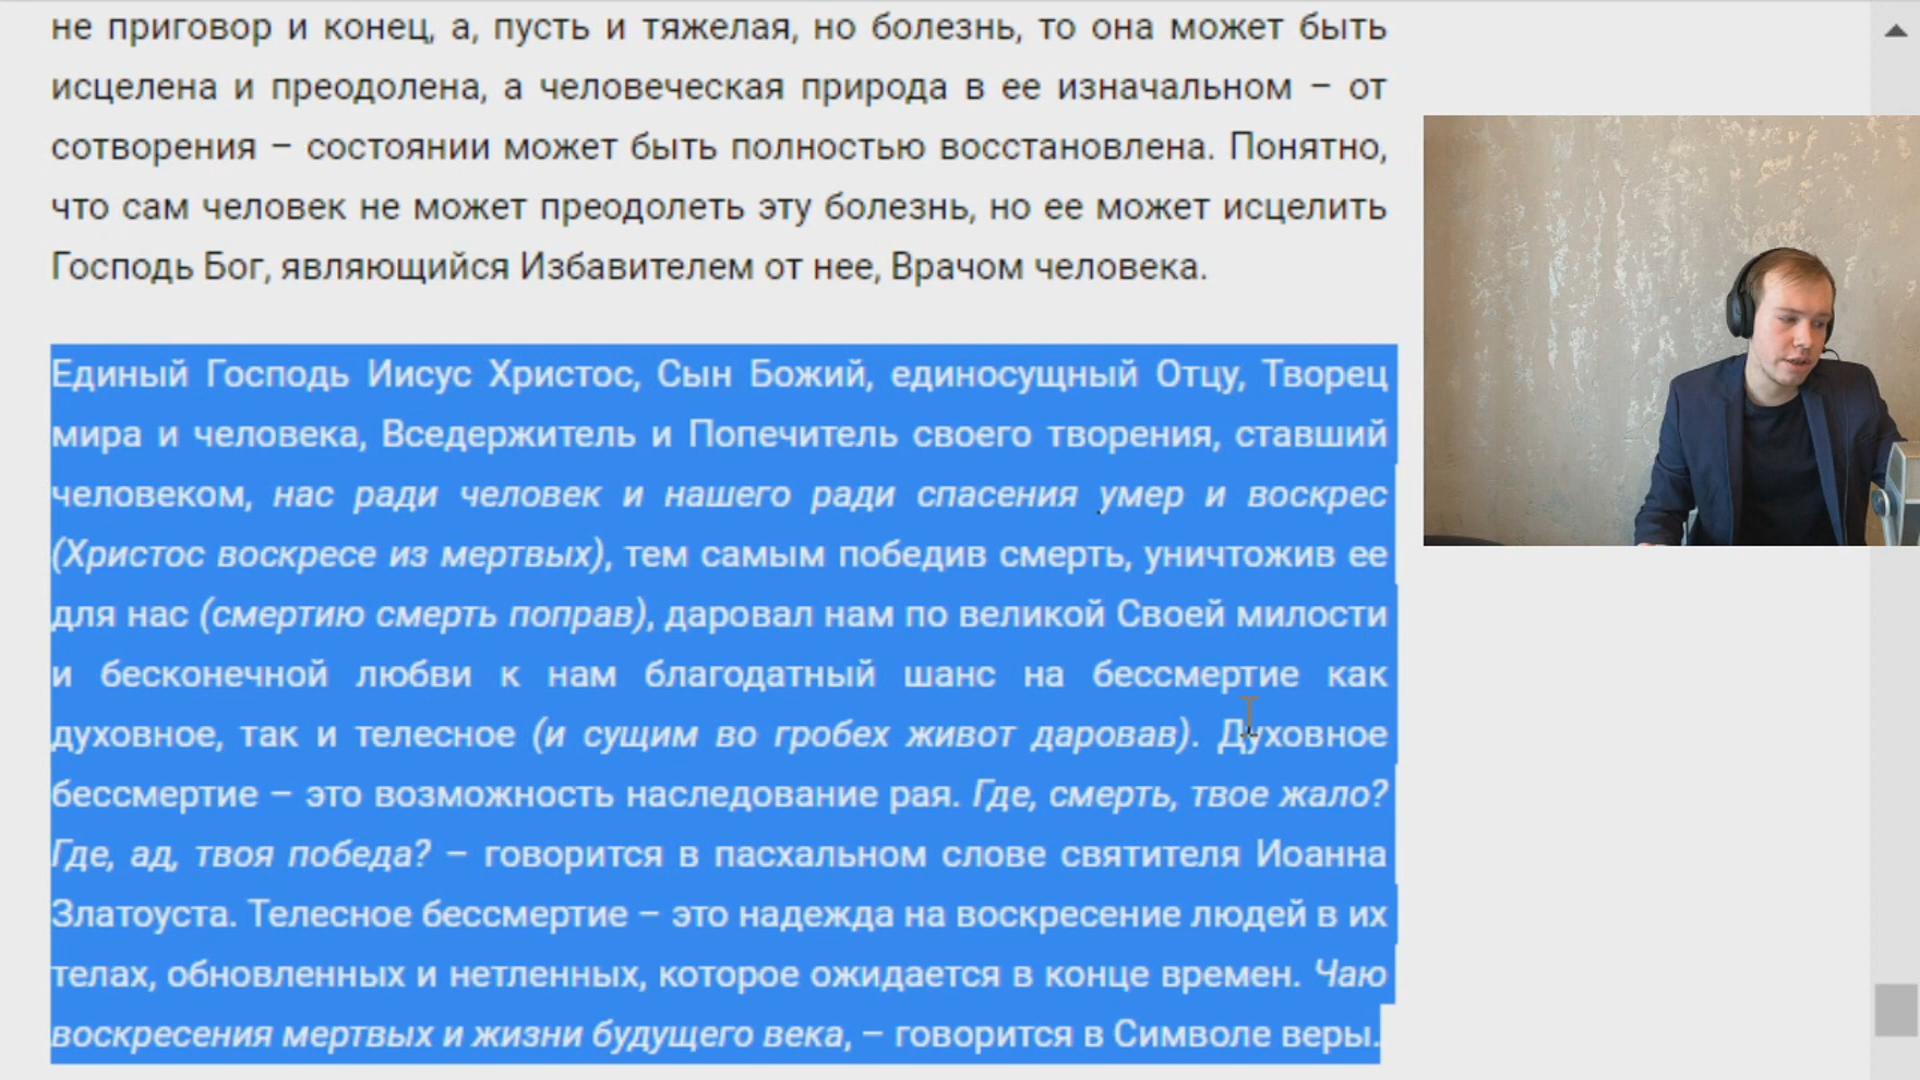 не приговор и конец, а, пусть и тяжелая, но болезнь, то она может быть
исцелена и преодолена, а человеческая природа в ее изначальном – от
сотворения – состоянии может быть полностью восстановлена. Понятно,
что сам человек не может преодолеть эту болезнь, но ее может исцелить
Господь Бог, являющийся Избавителем от нее, Врачом человека.
Единый Господь Иисус Христос, Сын Божий, единосущный Отцу, Творец
мира и человека, Вседержитель и Попечитель своего творения, ставший
человеком, нас ради человек и нашего ради спасения умер и воскрес
(Христос воскресе из мертвых), тем самым победив смерть, уничтожив ее
для нас (смертию смерть поправ), даровал нам по великой Своей милости
и бесконечной любви к нам благодатный шанс на бессмертие как
духовное, так и телесное (и сущим во гробех живот даровав). Духовное
бессмертие – это возможность наследование рая. Где, смерть, твое жало?
Где, ад, твоя победа? – говорится в пасхальном слове святителя Иоанна
Златоуста. Телесное бессмертие – это надежда на воскресение людей в их
телах, обновленных и нетленных, которое ожидается в конце времен. Чаю
воскресения мертвых и жизни будущего века, – говорится в Символе веры.